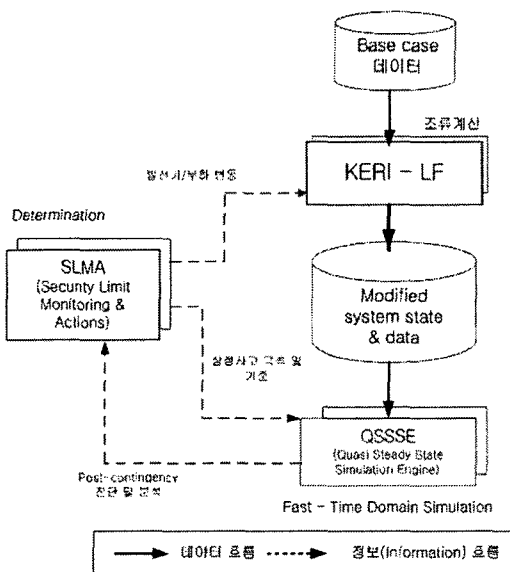 Base case
데이터
조류계산
KERI - LF
발전기/부하 변동
Determination
SLMA
(Security Limit
Monitoring &
Actions)
Modified
system state
& data
상정사고 목록 및
기준
QSSSE
(Quasi Steady State
Simulation Engine)
Post-contingency
진단 및 분석
Fast - Time Domain Simulation
데이터 흐름
정보(Information) 흐름